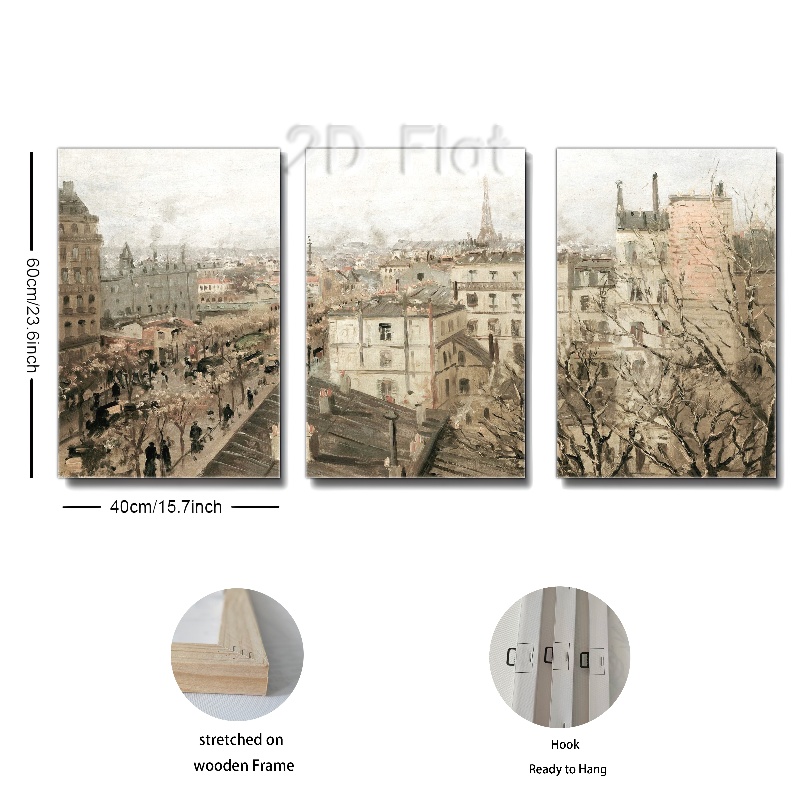 2D Flat
60cm/23.6inch
40cm/15.7inch
stretched on
wooden Frame
Hook
Ready to Hang